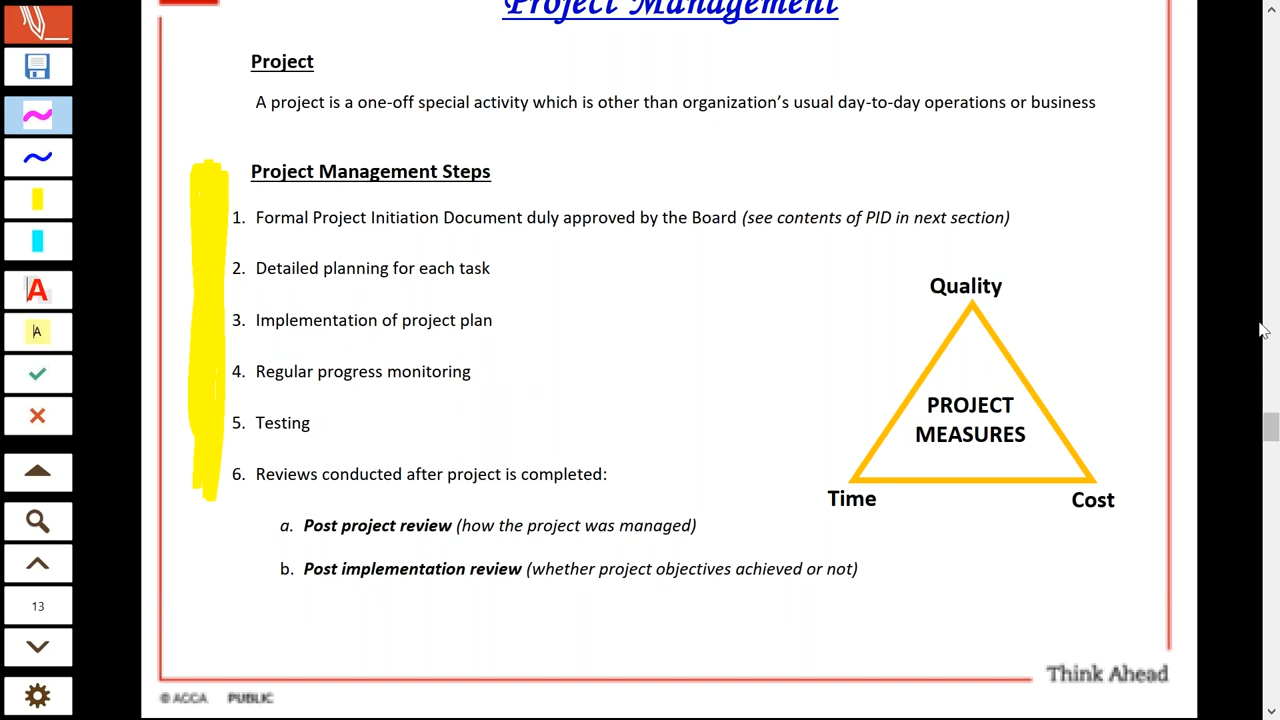 Project Management
Project
A project is a one-off special activity which is other than organization's usual day-to-day operations or business
Project Management Steps
1. Formal Project Initiation Document duly approved by the Board (see contents of PID in next section)
2. Detailed planning for each task
3. Implementation of project plan
4. Regular progress monitoring
5. Testing
6. Reviews conducted after project is completed:
a. Post project review (how the project was managed)
b. Post implementation review (whether project objectives achieved or not)
Quality
PROJECT
MEASURES
Time
Cost
Think Ahead
© ACCA PUBLIC
A
A
13